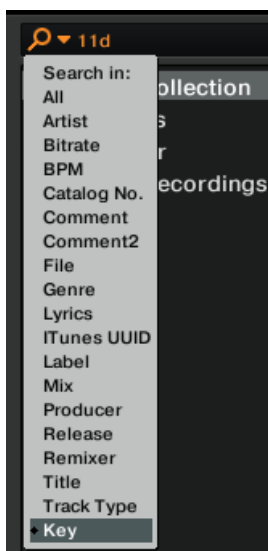 11d
Search in:
All
ollection
Artist
s
Bitrate
r
BPM
ecordings
Catalog No.
Comment
Comment2
File
Genre
Lyrics
ITunes UUID
Label
Mix
Producer
Release
Remixer
Title
Track Type
Key